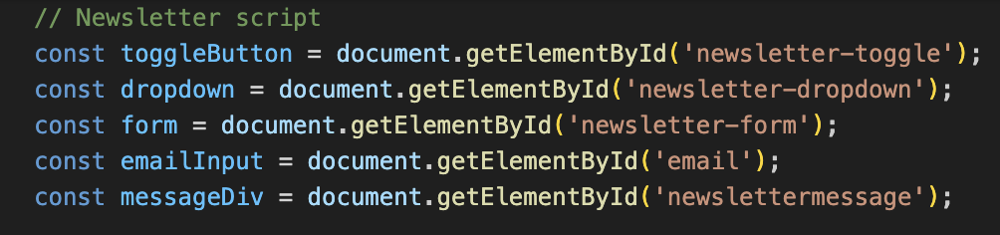 // Newsletter script
const toggleButton = document.getElementById('newsletter-toggle');
const dropdown = document.getElementById('newsletter-dropdown');
const form = document.getElementById('newsletter-form');
const emailInput = document.getElementById('email');
const messageDiv = document.getElementById('newslettermessage');